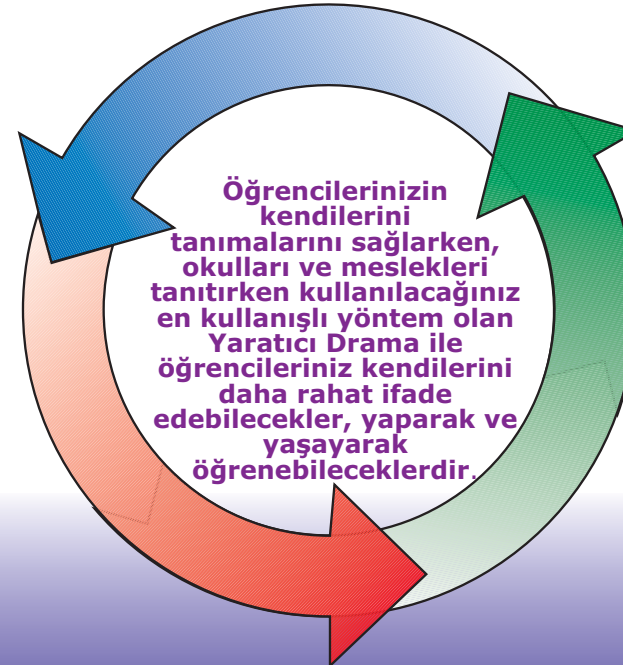 Öğrencilerinizin
kendilerini
tanımalarını sağlarken,
okulları ve meslekleri
tanıtırken kullanılacağınız
en kullanışlı yöntem olan
Yaratıcı Drama ile
öğrencileriniz kendilerini
daha rahat ifade
edebilecekler, yaparak ve
yaşayarak
öğrenebileceklerdir.